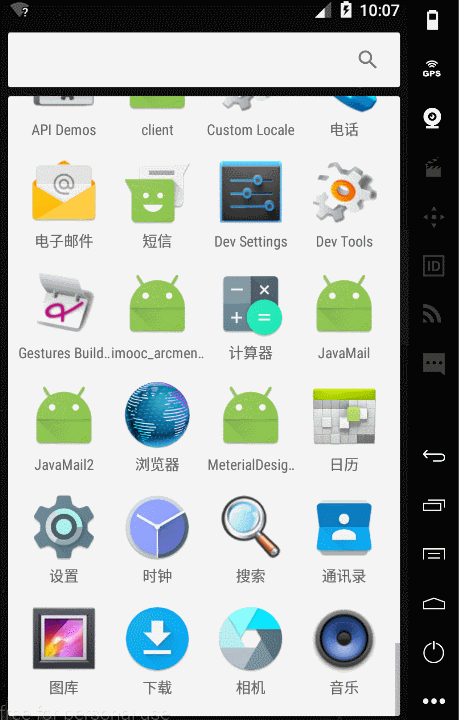 10:07
GPS
API Demos
client
Custom Locale
电话
@
电子邮件
短信
Dev Settings
Dev Tools
ID
Gestures Build..
imooc_arcmen..
计算器
JavaMail
JavaMail2
浏览器
MeterialDesig..
日历
设置
时钟
搜索
通讯录
图库
下载
相机
音乐
free for personal use